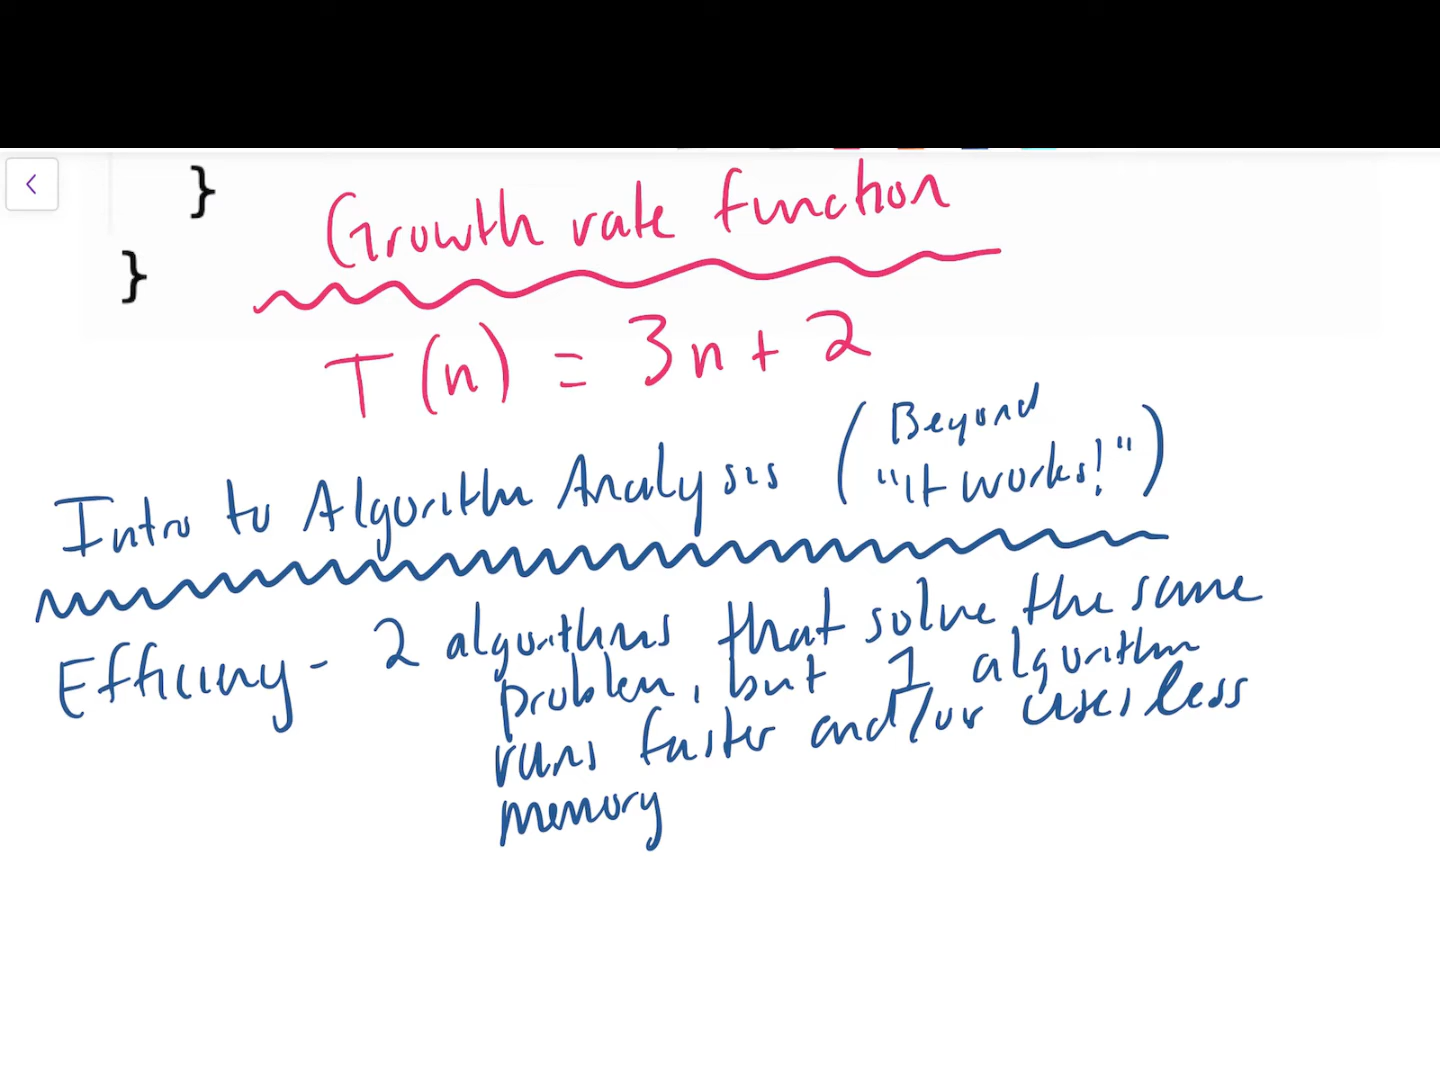 }
Growth rate function
}
T(n) = 3n + 2
Intro to Algorithm Analysis (Beyond "It works!")
Efficiency - 2 algorithms that solve the same
problem, but 1 algorithm
runs faster and/or uses less
memory